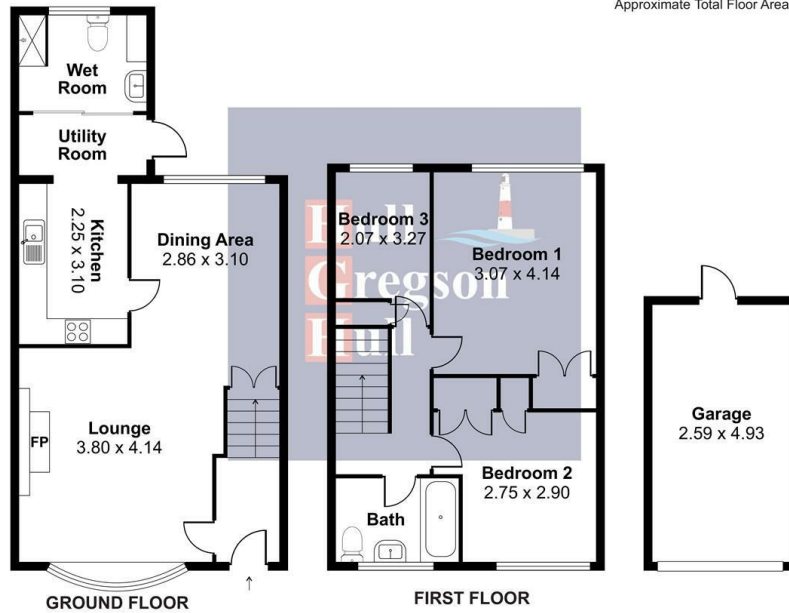 Approximate Total Floor Area
Wet
Room
Utility
Room
Kitchen
2.25 x 3.10
Dining Area
2.86 x 3.10
Lounge
3.80 x 4.14
FP
GROUND FLOOR
Hull
Gregson
Hull
Bedroom 3
2.07 x 3.27
Bedroom 1
3.07 x 4.14
Bedroom 2
2.75 x 2.90
Bath
FIRST FLOOR
Garage
2.59 x 4.93